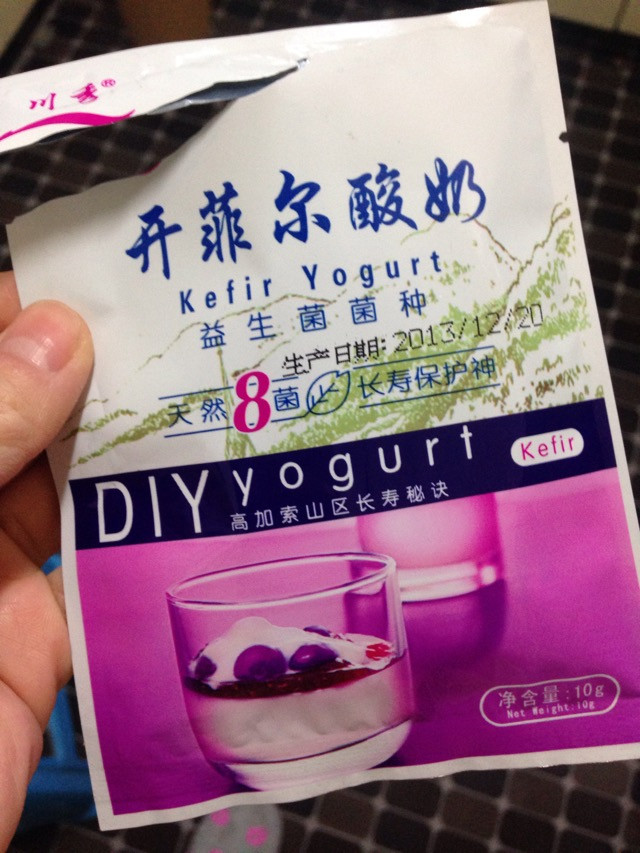 川秀®
开菲尔酸奶
Kefir Yogurt
益生菌菌种
生产日期: 2013/12/20
天然8菌 长寿保护神
DIYyogurt Kefir
高加索山区长寿秘诀
净含量:10g
Net Weight:10g